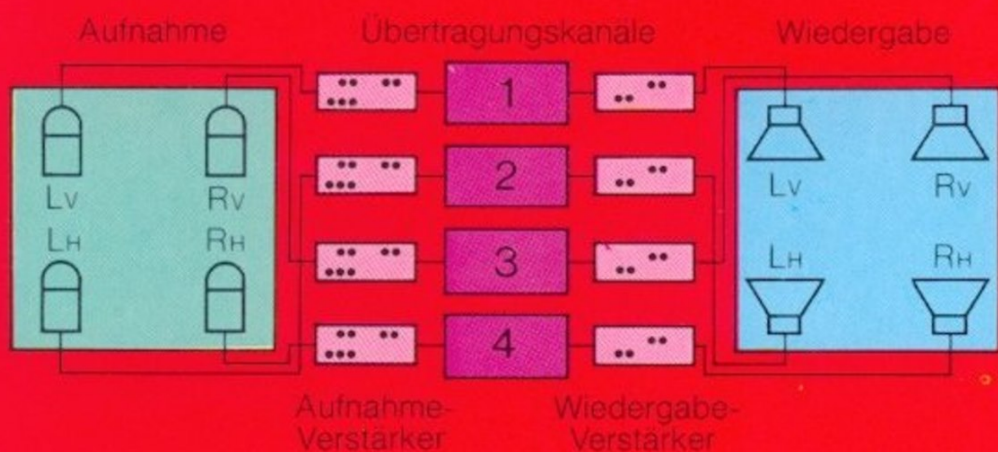 Aufnahme Übertragungskanäle Wiedergabe
1
Lv Rv Lv Rv
2
LH RH LH RH
3
4
Aufnahme-
Verstärker
Wiedergabe-
Verstärker